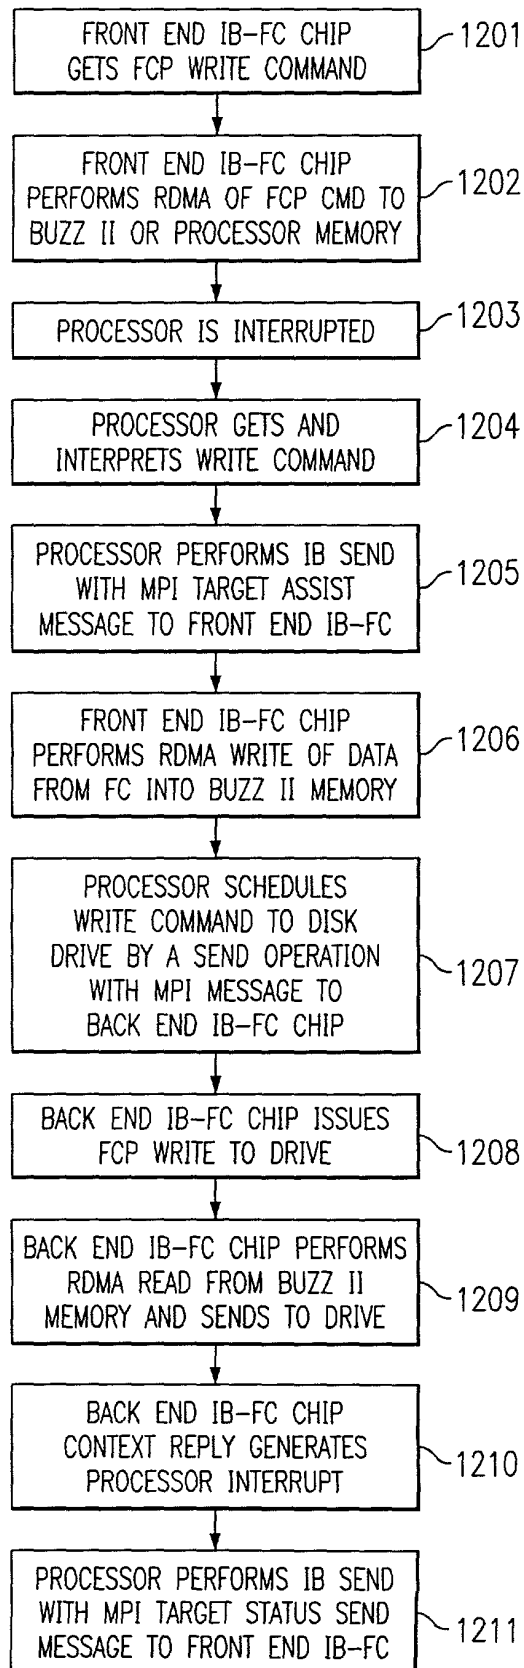 FRONT END IB-FC CHIP
GETS FCP WRITE COMMAND
1201
FRONT END IB-FC CHIP
PERFORMS RDMA OF FCP CMD TO
BUZZ II OR PROCESSOR MEMORY
1202
PROCESSOR IS INTERRUPTED
1203
PROCESSOR GETS AND
INTERPRETS WRITE COMMAND
1204
PROCESSOR PERFORMS IB SEND
WITH MPI TARGET ASSIST
MESSAGE TO FRONT END IB-FC
1205
FRONT END IB-FC CHIP
PERFORMS RDMA WRITE OF DATA
FROM FC INTO BUZZ II MEMORY
1206
PROCESSOR SCHEDULES
WRITE COMMAND TO DISK
DRIVE BY A SEND OPERATION
WITH MPI MESSAGE TO
BACK END IB-FC CHIP
1207
BACK END IB-FC CHIP ISSUES
FCP WRITE TO DRIVE
1208
BACK END IB-FC CHIP PERFORMS
RDMA READ FROM BUZZ II
MEMORY AND SENDS TO DRIVE
1209
BACK END IB-FC CHIP
CONTEXT REPLY GENERATES
PROCESSOR INTERRUPT
1210
PROCESSOR PERFORMS IB SEND
WITH MPI TARGET STATUS SEND
MESSAGE TO FRONT END IB-FC
1211